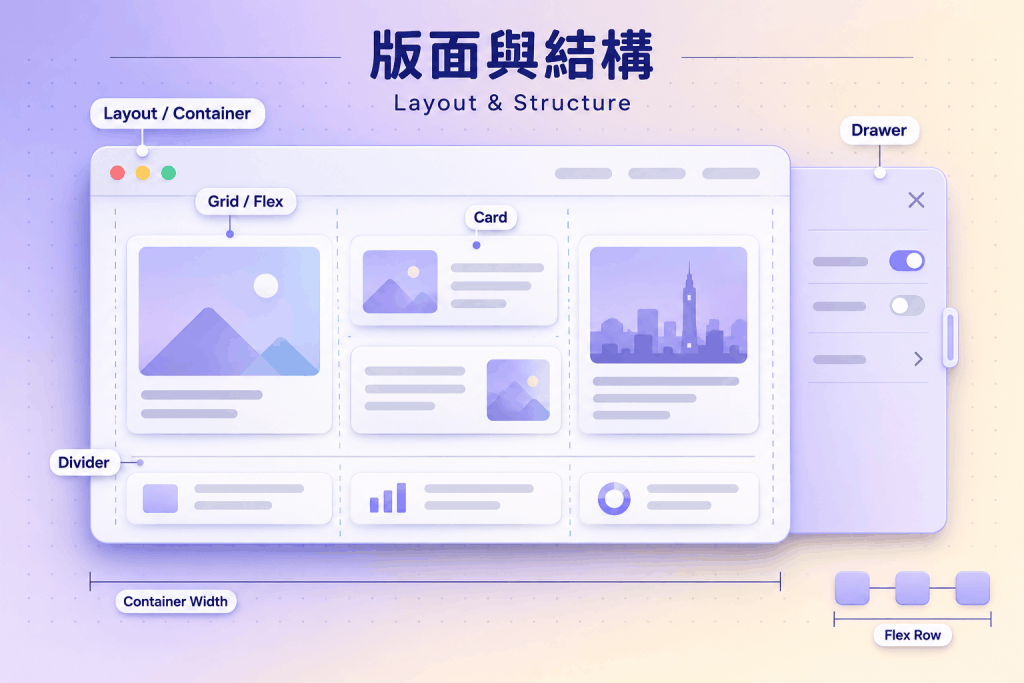 版面與結構
Layout & Structure
Layout / Container
Drawer
Grid / Flex
Card
Divider
Container Width
Flex Row